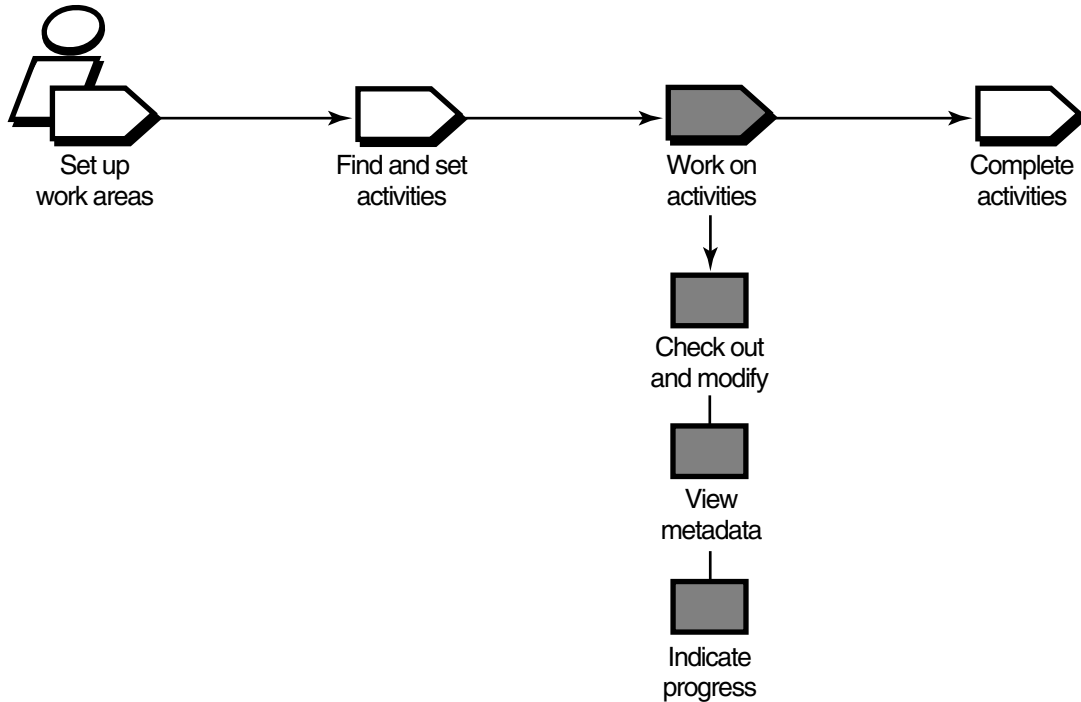 Set up
work areas
Find and set
activities
Work on
activities
Complete
activities
Check out
and modify
View
metadata
Indicate
progress